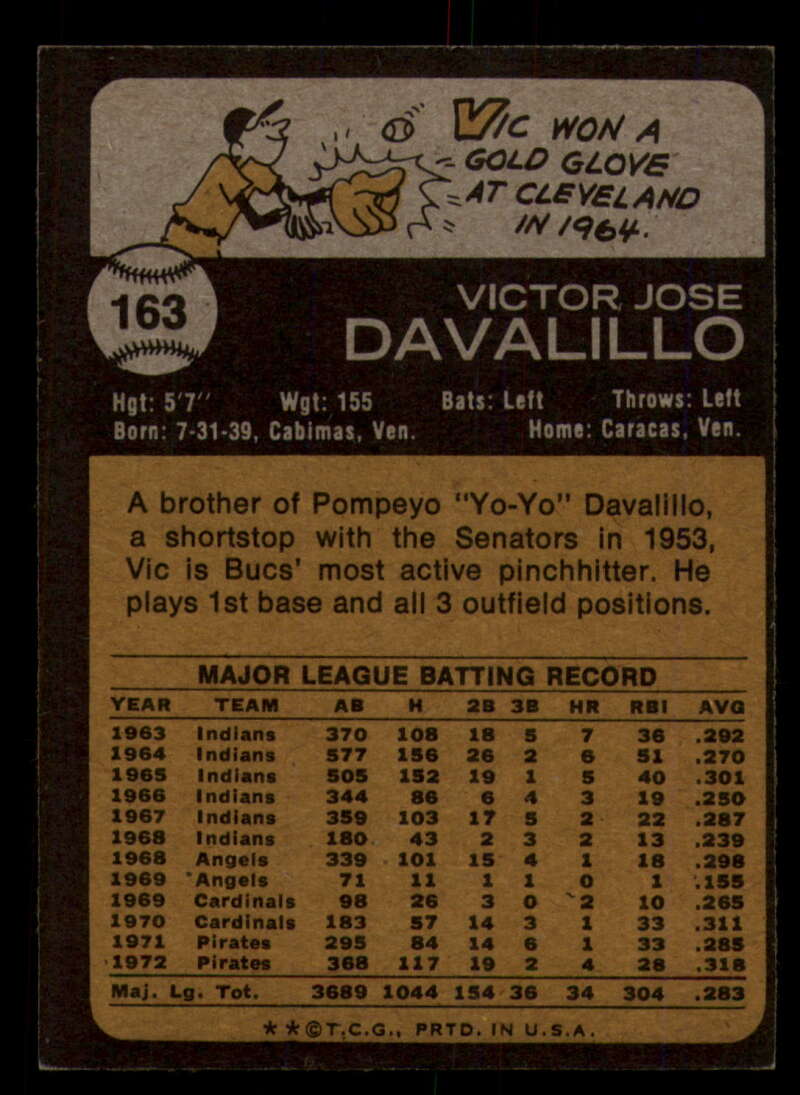 VIC WON A
GOLD GLOVE
AT CLEVELAND
IN 1964.
163
VICTOR JOSE
DAVALILLO
Hgt: 5'7" Wgt: 155 Bats: Left Throws: Left
Born: 7-31-39, Cabimas, Ven. Home: Caracas, Ven.
A brother of Pompeyo "Yo-Yo" Davalillo,
a shortstop with the Senators in 1953,
Vic is Bucs' most active pinchhitter. He
plays 1st base and all 3 outfield positions.
MAJOR LEAGUE BATTING RECORD
YEAR TEAM AB H 2B 3B HR RBI AVG
1963 Indians 370 108 18 5 7 36 .292
1964 Indians 577 156 26 2 6 51 .270
1965 Indians 505 152 19 1 5 40 .301
1966 Indians 344 86 6 4 3 19 .250
1967 Indians 359 103 17 5 2 22 .287
1968 Indians 180 43 2 3 2 13 .239
1968 Angels 339 101 15 4 1 18 .298
1969 Angels 71 11 1 1 0 1 .155
1969 Cardinals 98 26 3 0 2 10 .265
1970 Cardinals 183 57 14 3 1 33 .311
1971 Pirates 295 84 14 6 1 33 .285
1972 Pirates 368 117 19 2 4 28 .318
Maj. Lg. Tot. 3689 1044 154 36 34 304 .283
**©T.C.G., PRTD. IN U.S.A.